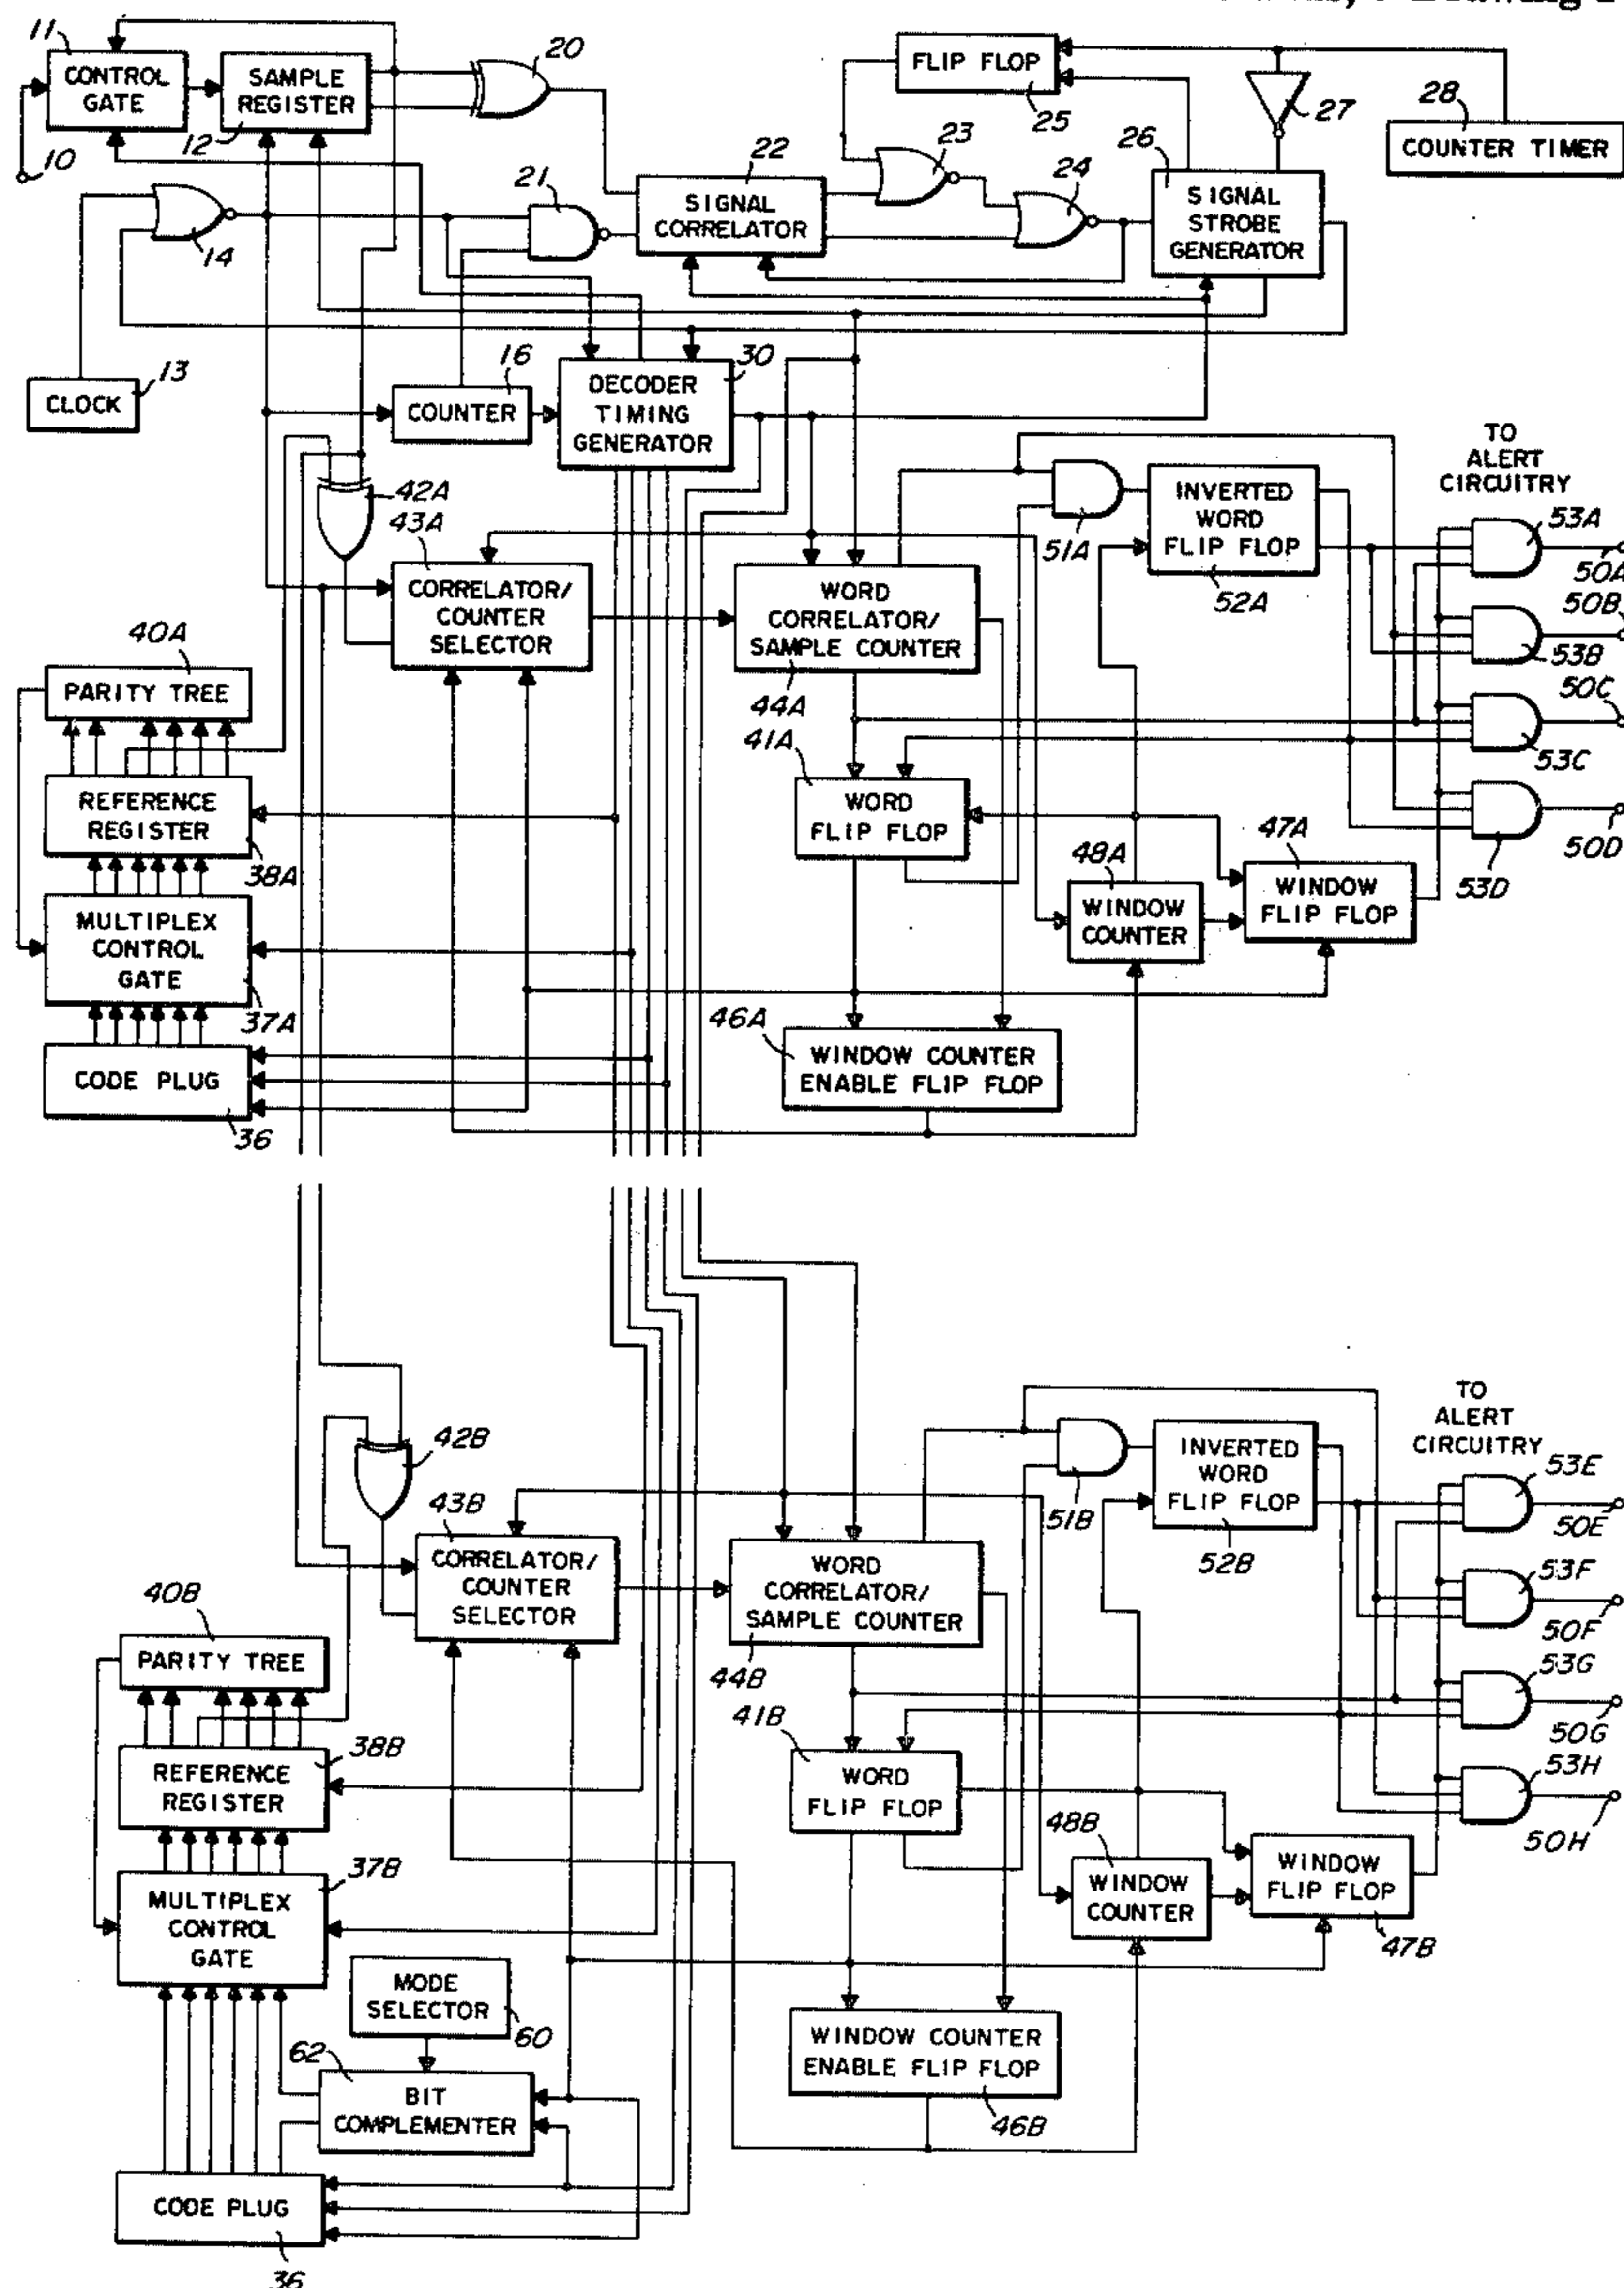 11
CONTROL
GATE
10
SAMPLE
REGISTER
12
20
FLIP FLOP
25
27
28
COUNTER TIMER
14
21
22
SIGNAL
CORRELATOR
23
24
26
SIGNAL
STROBE
GENERATOR
13
CLOCK
16
COUNTER
30
DECODER
TIMING
GENERATOR
42A
43A
CORRELATOR/
COUNTER
SELECTOR
WORD
CORRELATOR/
SAMPLE COUNTER
44A
51A
INVERTED
WORD
FLIP FLOP
52A
TO
ALERT
CIRCUITRY
53A
50A
50B
53B
50C
53C
50D
53D
40A
PARITY TREE
REFERENCE
REGISTER
38A
MULTIPLEX
CONTROL
GATE
37A
CODE PLUG
36
41A
WORD
FLIP FLOP
48A
WINDOW
COUNTER
47A
WINDOW
FLIP FLOP
46A
WINDOW COUNTER
ENABLE FLIP FLOP
42B
43B
CORRELATOR/
COUNTER
SELECTOR
WORD
CORRELATOR/
SAMPLE COUNTER
44B
51B
INVERTED
WORD
FLIP FLOP
52B
TO
ALERT
CIRCUITRY
53E
50E
53F
50F
53G
50G
53H
50H
40B
PARITY TREE
38B
REFERENCE
REGISTER
37B
MULTIPLEX
CONTROL
GATE
41B
WORD
FLIP FLOP
48B
WINDOW
COUNTER
WINDOW
FLIP FLOP
47B
MODE
SELECTOR
60
62
BIT
COMPLEMENTER
WINDOW COUNTER
ENABLE FLIP FLOP
46B
CODE PLUG
36